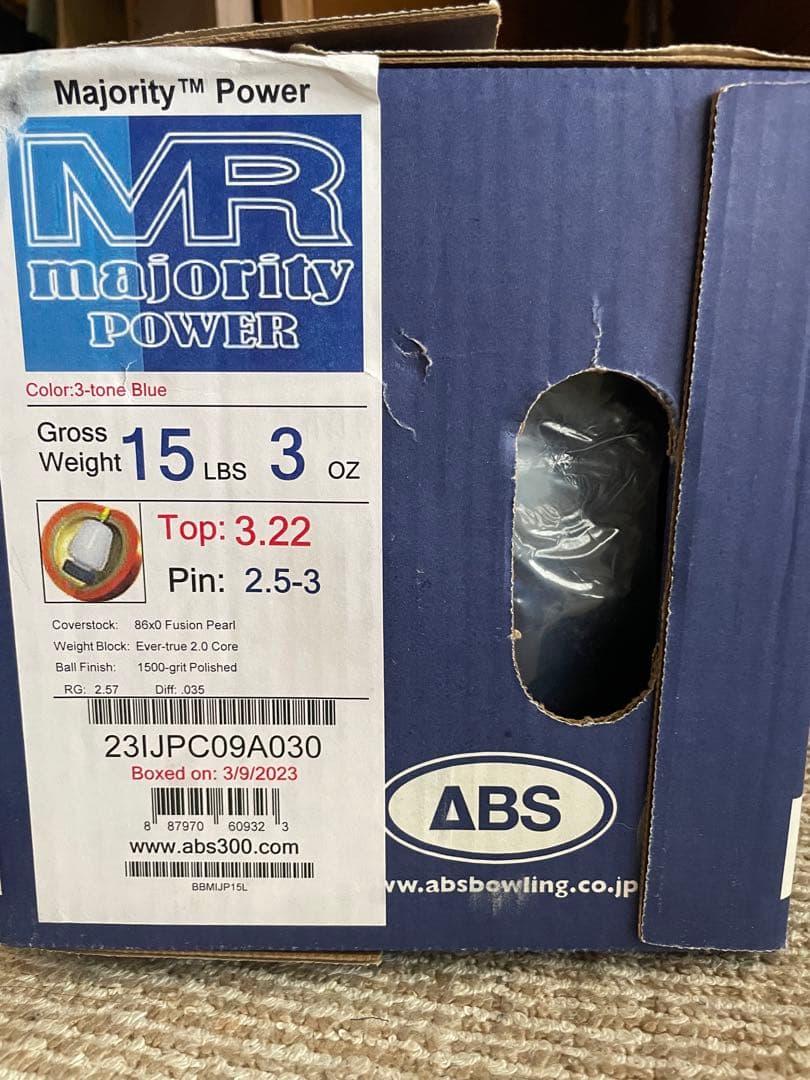 Majority™ Power
MR
majority
POWER
Color:3-tone Blue
Gross Weight 15 LBS 3 OZ
Top: 3.22
Pin: 2.5-3
Coverstock: 86x0 Fusion Pearl
Weight Block: Ever-true 2.0 Core
Ball Finish: 1500-grit Polished
RG: 2.57 Diff: .035
23IJPC09A030
Boxed on: 3/9/2023
8 87970 60932 3
www.abs300.com
BBMIJP15L
ABS
w.absbowling.co.jp